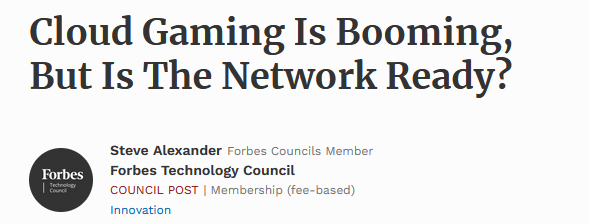 Cloud Gaming Is Booming,
But Is The Network Ready?
Forbes
Technology
Council
Steve Alexander Forbes Councils Member
Forbes Technology Council
COUNCIL POST | Membership (fee-based)
Innovation